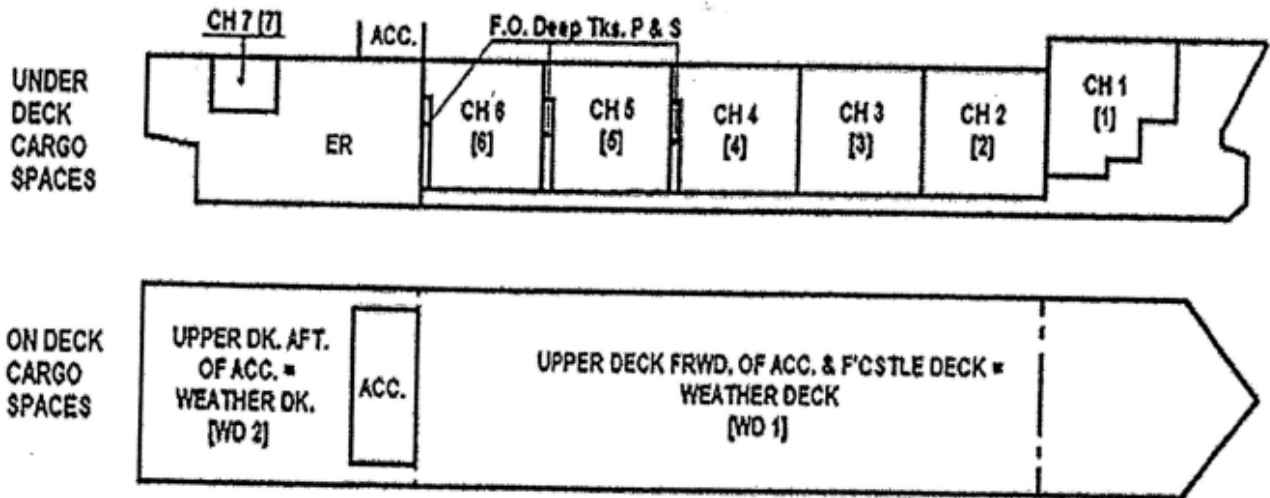 CH 7 [7]
ACC.
F.O. Deep Tks. P & S
UNDER
DECK
CARGO
SPACES
ER
CH 6
[6]
CH 5
[5]
CH 4
[4]
CH 3
[3]
CH 2
[2]
CH 1
[1]
ON DECK
CARGO
SPACES
UPPER DK. AFT.
OF ACC. =
WEATHER DK.
[WD 2]
ACC.
UPPER DECK FRWD. OF ACC. & F'CSTLE DECK =
WEATHER DECK
[WD 1]